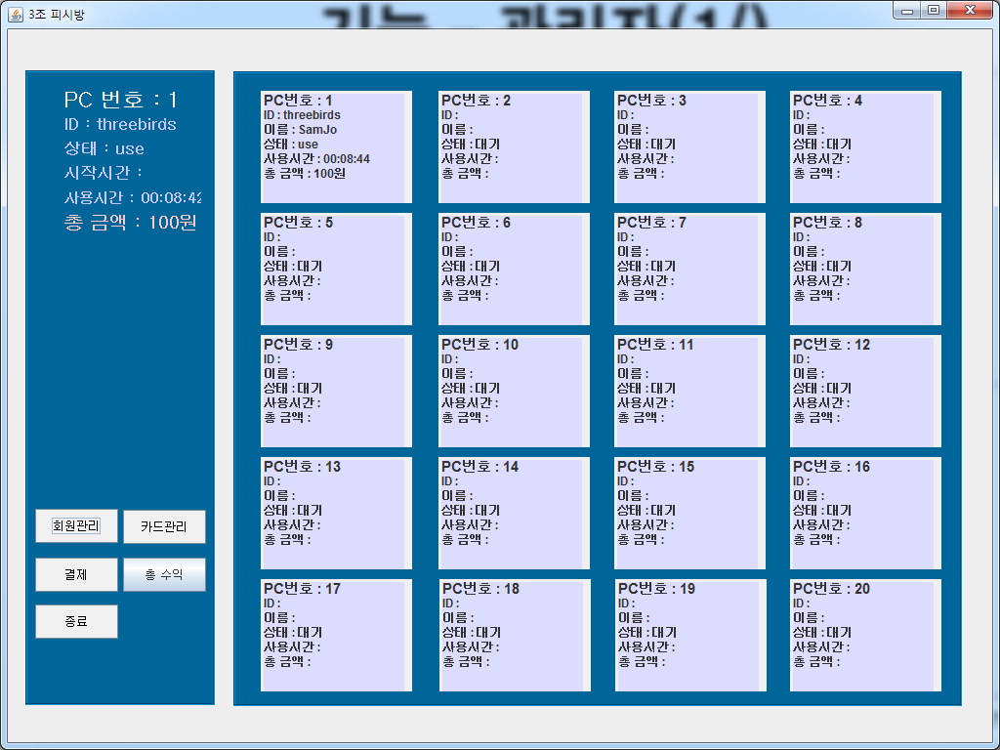 3조 피시방
기능 - 관리자(1/)
PC 번호 : 1
ID : threebirds
상태 : use
시작시간 :
사용시간 : 00:08:42
총 금액 : 100원
회원관리
카드관리
결제
총 수익
종료
PC번호 : 1
ID : threebirds
이름 : SamJo
상태 : use
사용시간 : 00:08:44
총 금액 : 100원
PC번호 : 2
ID :
이름 :
상태 : 대기
사용시간 :
총 금액 :
PC번호 : 3
ID :
이름 :
상태 : 대기
사용시간 :
총 금액 :
PC번호 : 4
ID :
이름 :
상태 : 대기
사용시간 :
총 금액 :
PC번호 : 5
ID :
이름 :
상태 : 대기
사용시간 :
총 금액 :
PC번호 : 6
ID :
이름 :
상태 : 대기
사용시간 :
총 금액 :
PC번호 : 7
ID :
이름 :
상태 : 대기
사용시간 :
총 금액 :
PC번호 : 8
ID :
이름 :
상태 : 대기
사용시간 :
총 금액 :
PC번호 : 9
ID :
이름 :
상태 : 대기
사용시간 :
총 금액 :
PC번호 : 10
ID :
이름 :
상태 : 대기
사용시간 :
총 금액 :
PC번호 : 11
ID :
이름 :
상태 : 대기
사용시간 :
총 금액 :
PC번호 : 12
ID :
이름 :
상태 : 대기
사용시간 :
총 금액 :
PC번호 : 13
ID :
이름 :
상태 : 대기
사용시간 :
총 금액 :
PC번호 : 14
ID :
이름 :
상태 : 대기
사용시간 :
총 금액 :
PC번호 : 15
ID :
이름 :
상태 : 대기
사용시간 :
총 금액 :
PC번호 : 16
ID :
이름 :
상태 : 대기
사용시간 :
총 금액 :
PC번호 : 17
ID :
이름 :
상태 : 대기
사용시간 :
총 금액 :
PC번호 : 18
ID :
이름 :
상태 : 대기
사용시간 :
총 금액 :
PC번호 : 19
ID :
이름 :
상태 : 대기
사용시간 :
총 금액 :
PC번호 : 20
ID :
이름 :
상태 : 대기
사용시간 :
총 금액 :